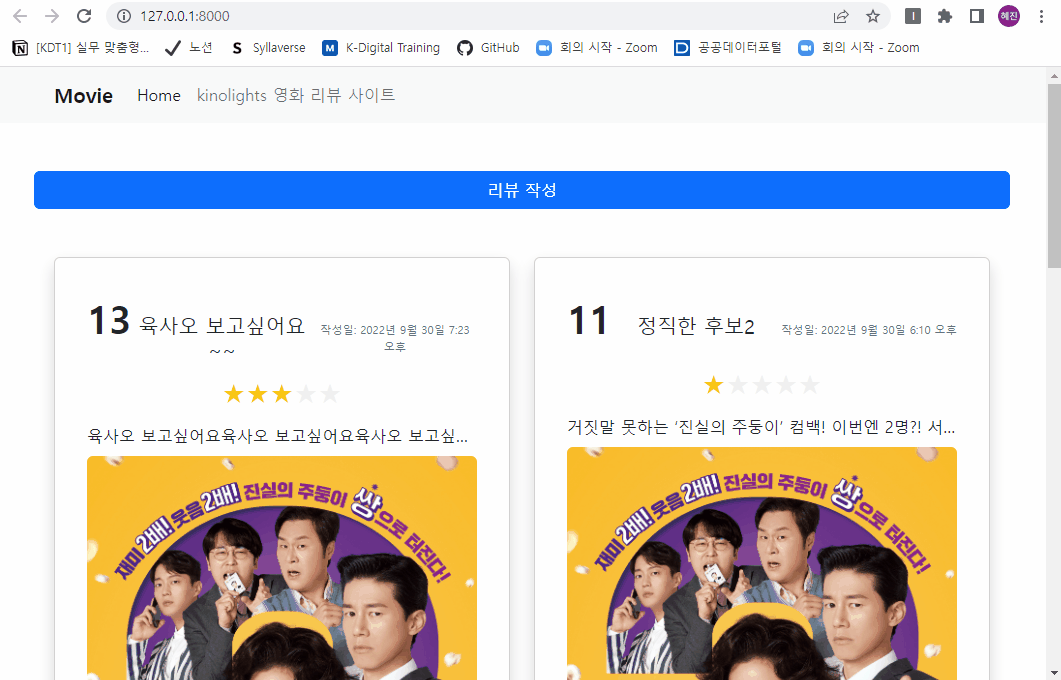 127.0.0.1:8000
혜진
[KDT1] 실무 맞춤형... 노션 Syllaverse K-Digital Training GitHub 회의 시작 - Zoom 공공데이터포털 회의 시작 - Zoom
Movie Home kinolights 영화 리뷰 사이트
리뷰 작성
13 육사오 보고싶어요 ~~
작성일: 2022년 9월 30일 7:23 오후
육사오 보고싶어요육사오 보고싶어요육사오 보고싶...
재미 2배! 웃음 2배! 진실의 주둥이 쌍으로 터진다!
11 정직한 후보2 작성일: 2022년 9월 30일 6:10 오후
거짓말 못하는 ‘진실의 주둥이’ 컴백! 이번엔 2명?! 서...
재미 2배! 웃음 2배! 진실의 주둥이 쌍으로 터진다!